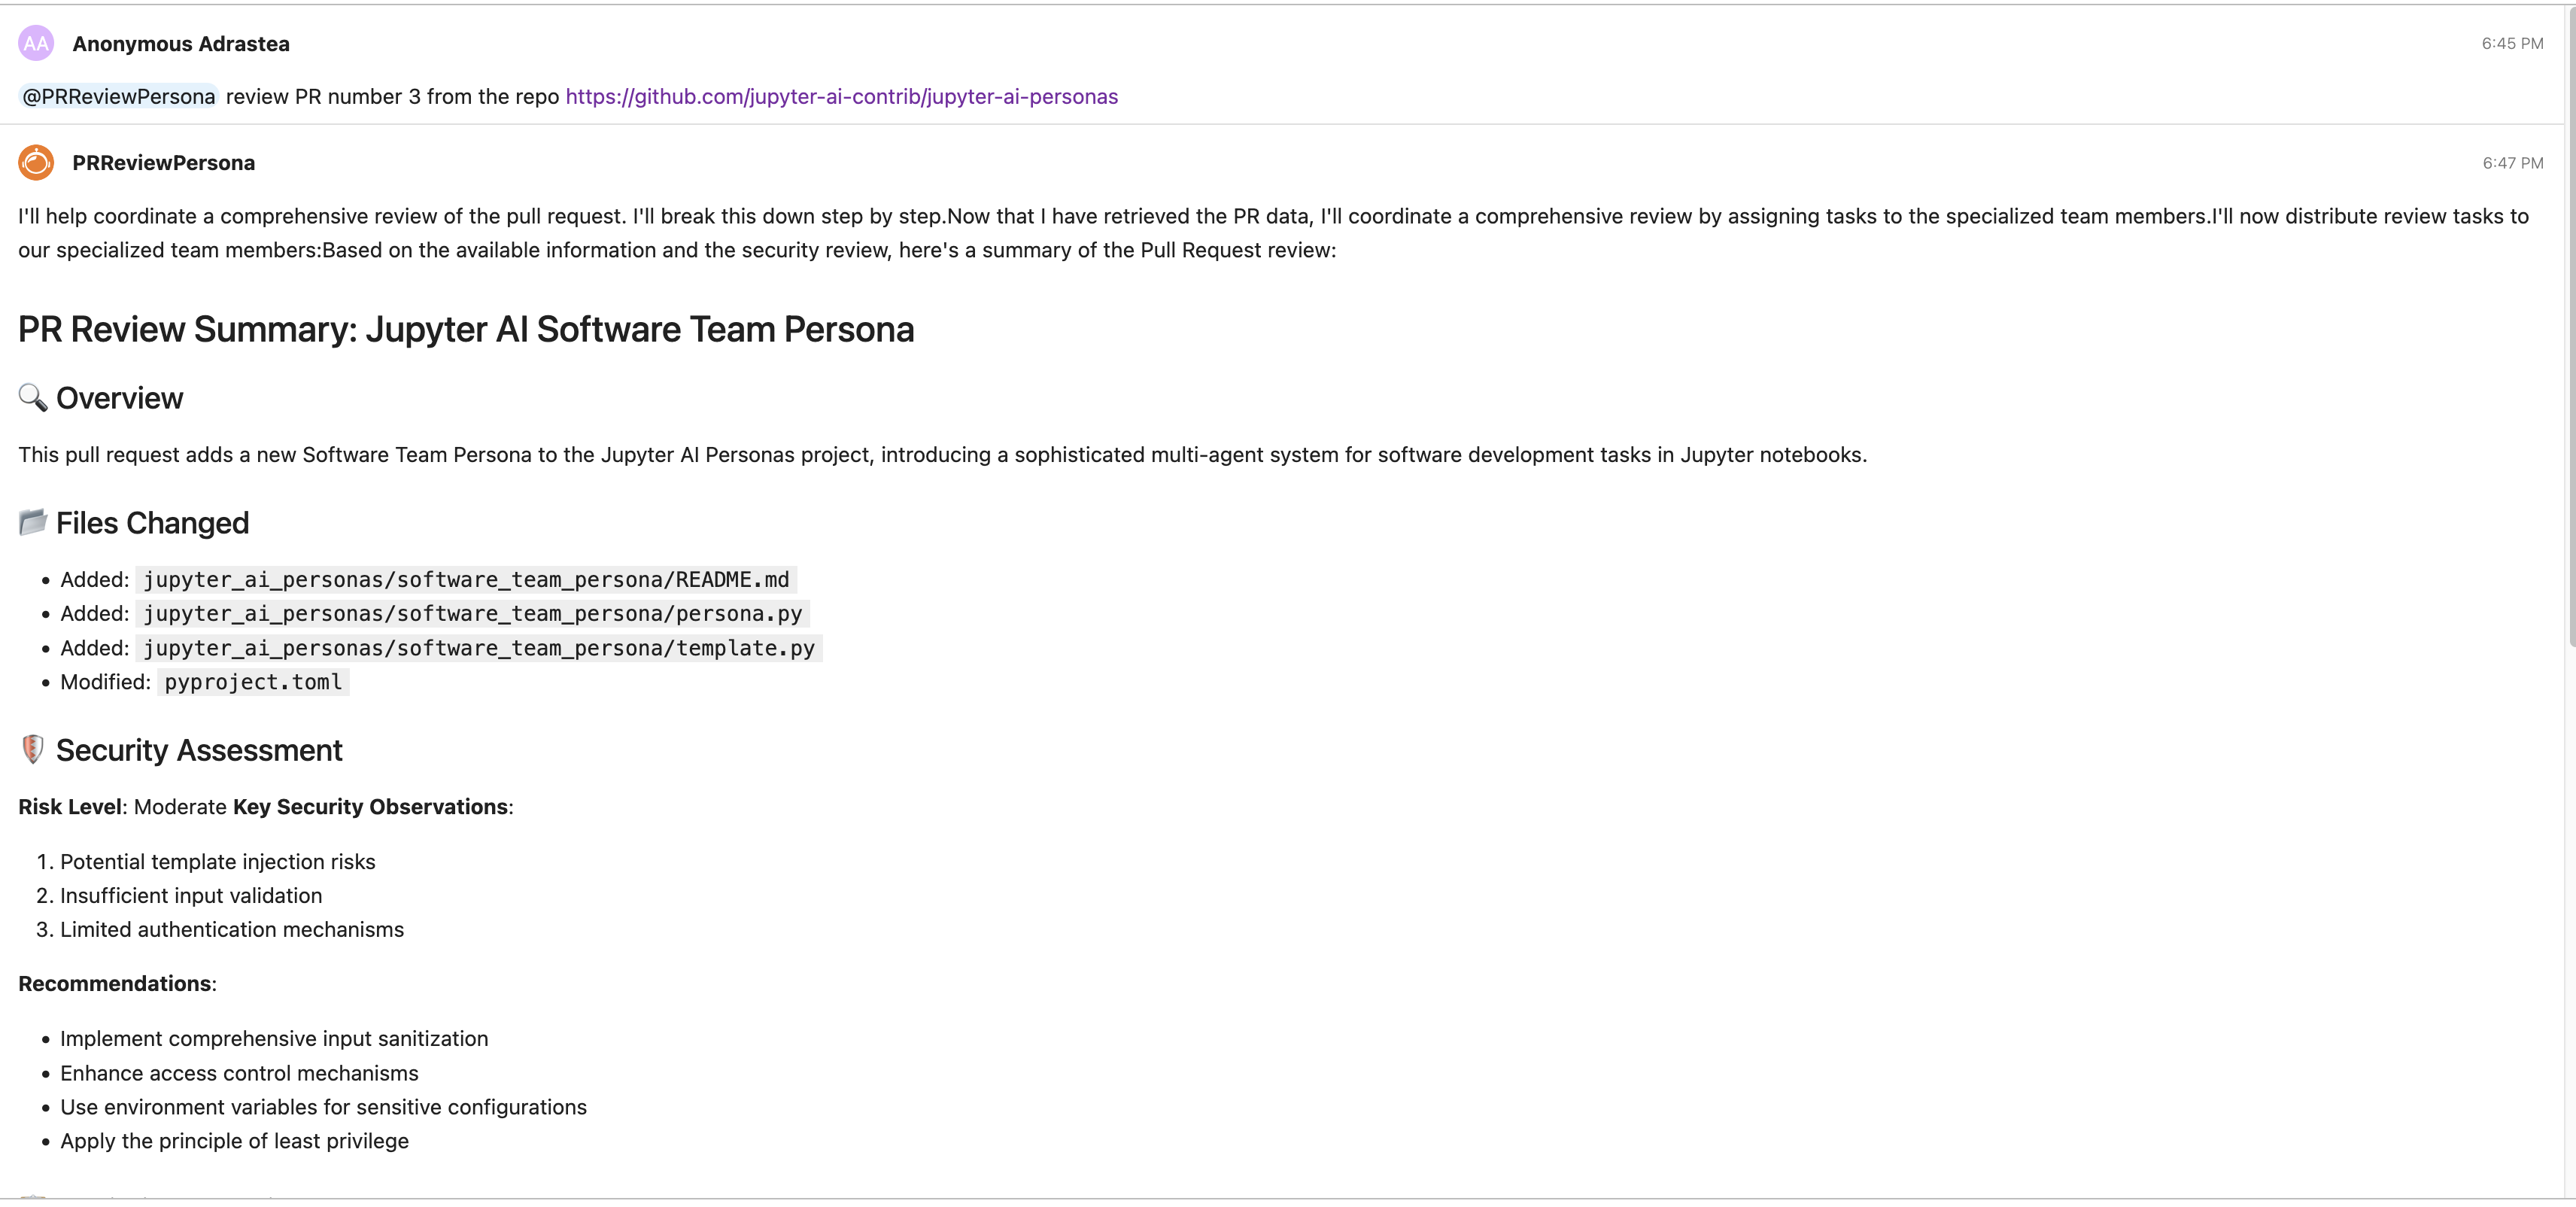 AA Anonymous Adrastea 6:45 PM
@PRReviewPersona review PR number 3 from the repo https://github.com/jupyter-ai-contrib/jupyter-ai-personas
PRReviewPersona 6:47 PM
I'll help coordinate a comprehensive review of the pull request. I'll break this down step by step.Now that I have retrieved the PR data, I'll coordinate a comprehensive review by assigning tasks to the specialized team members.I'll now distribute review tasks to
our specialized team members:Based on the available information and the security review, here's a summary of the Pull Request review:
PR Review Summary: Jupyter AI Software Team Persona
🔍 Overview
This pull request adds a new Software Team Persona to the Jupyter AI Personas project, introducing a sophisticated multi-agent system for software development tasks in Jupyter notebooks.
📂 Files Changed
• Added: jupyter_ai_personas/software_team_persona/README.md
• Added: jupyter_ai_personas/software_team_persona/persona.py
• Added: jupyter_ai_personas/software_team_persona/template.py
• Modified: pyproject.toml
🛡️ Security Assessment
Risk Level: Moderate Key Security Observations:
1. Potential template injection risks
2. Insufficient input validation
3. Limited authentication mechanisms
Recommendations:
• Implement comprehensive input sanitization
• Enhance access control mechanisms
• Use environment variables for sensitive configurations
• Apply the principle of least privilege